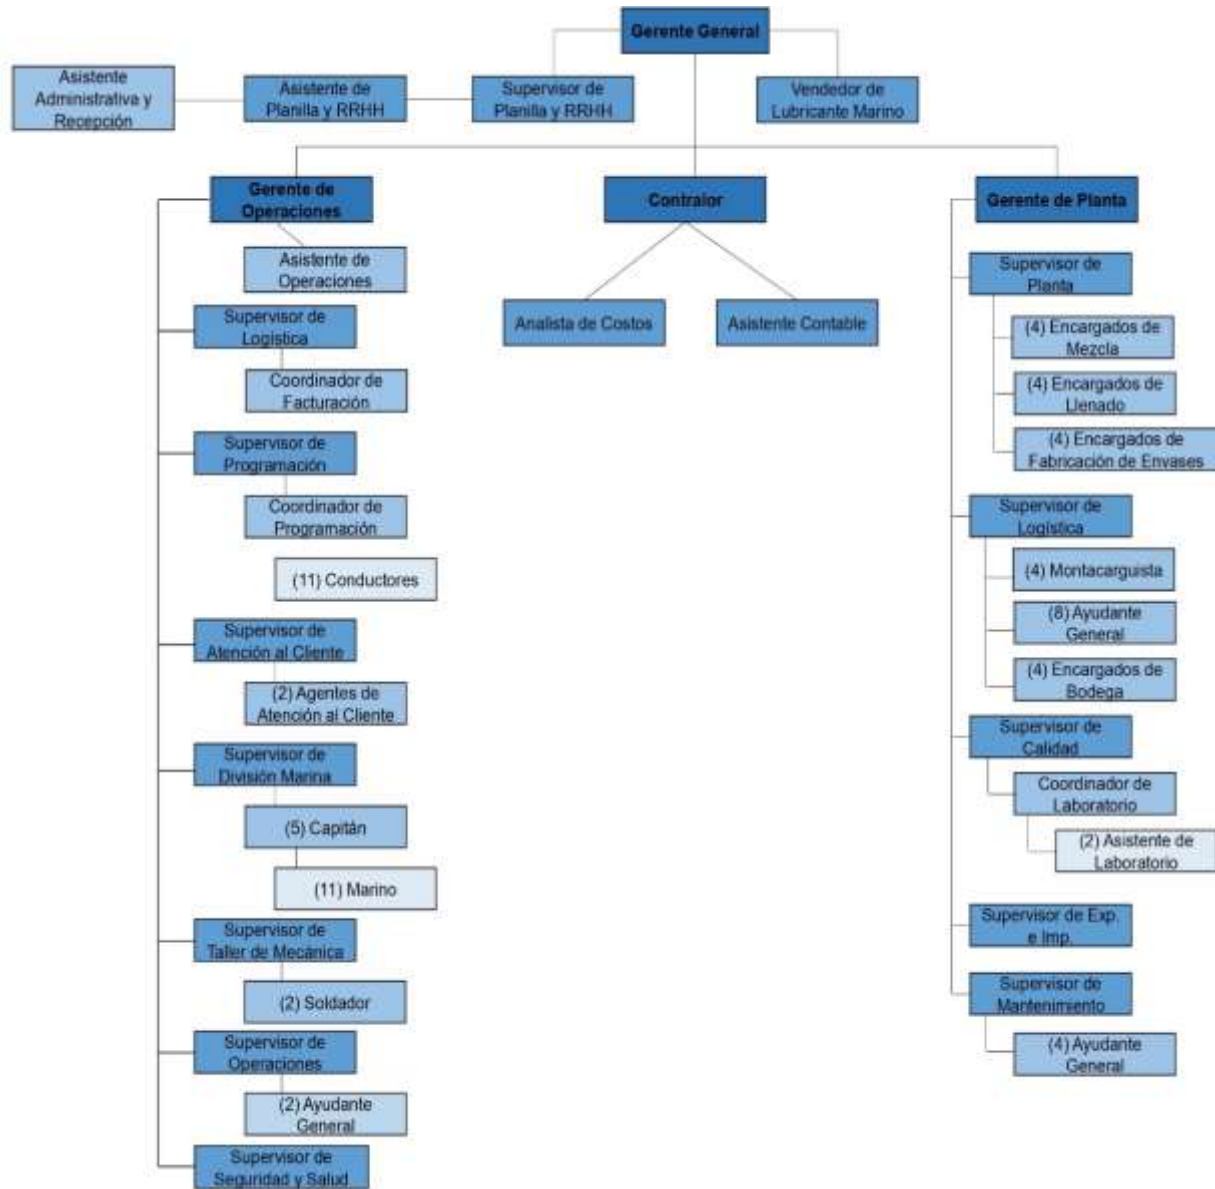 Gerente General
Asistente
Administrativa y
Recepción
Asistente de
Planilla y RRHH
Supervisor de
Planilla y RRHH
Vendedor de
Lubricante Marino
Gerente de
Operaciones
Contralor
Gerente de Planta
Asistente de
Operaciones
Supervisor de
Logística
Coordinador de
Facturación
Supervisor de
Programación
Coordinador de
Programación
(11) Conductores
Supervisor de
Atención al Cliente
(2) Agentes de
Atención al Cliente
Supervisor de
División Marina
(5) Capitán
(11) Marino
Supervisor de
Taller de Mecánica
(2) Soldador
Supervisor de
Operaciones
(2) Ayudante
General
Supervisor de
Seguridad y Salud
Analista de Costos
Asistente Contable
Supervisor de
Planta
(4) Encargados de
Mezcla
(4) Encargados de
Llenado
(4) Encargados de
Fabricación de Envases
Supervisor de
Logística
(4) Montacarguista
(8) Ayudante
General
(4) Encargados de
Bodega
Supervisor de
Calidad
Coordinador de
Laboratorio
(2) Asistente de
Laboratorio
Supervisor de Exp.
e Imp.
Supervisor de
Mantenimiento
(4) Ayudante
General